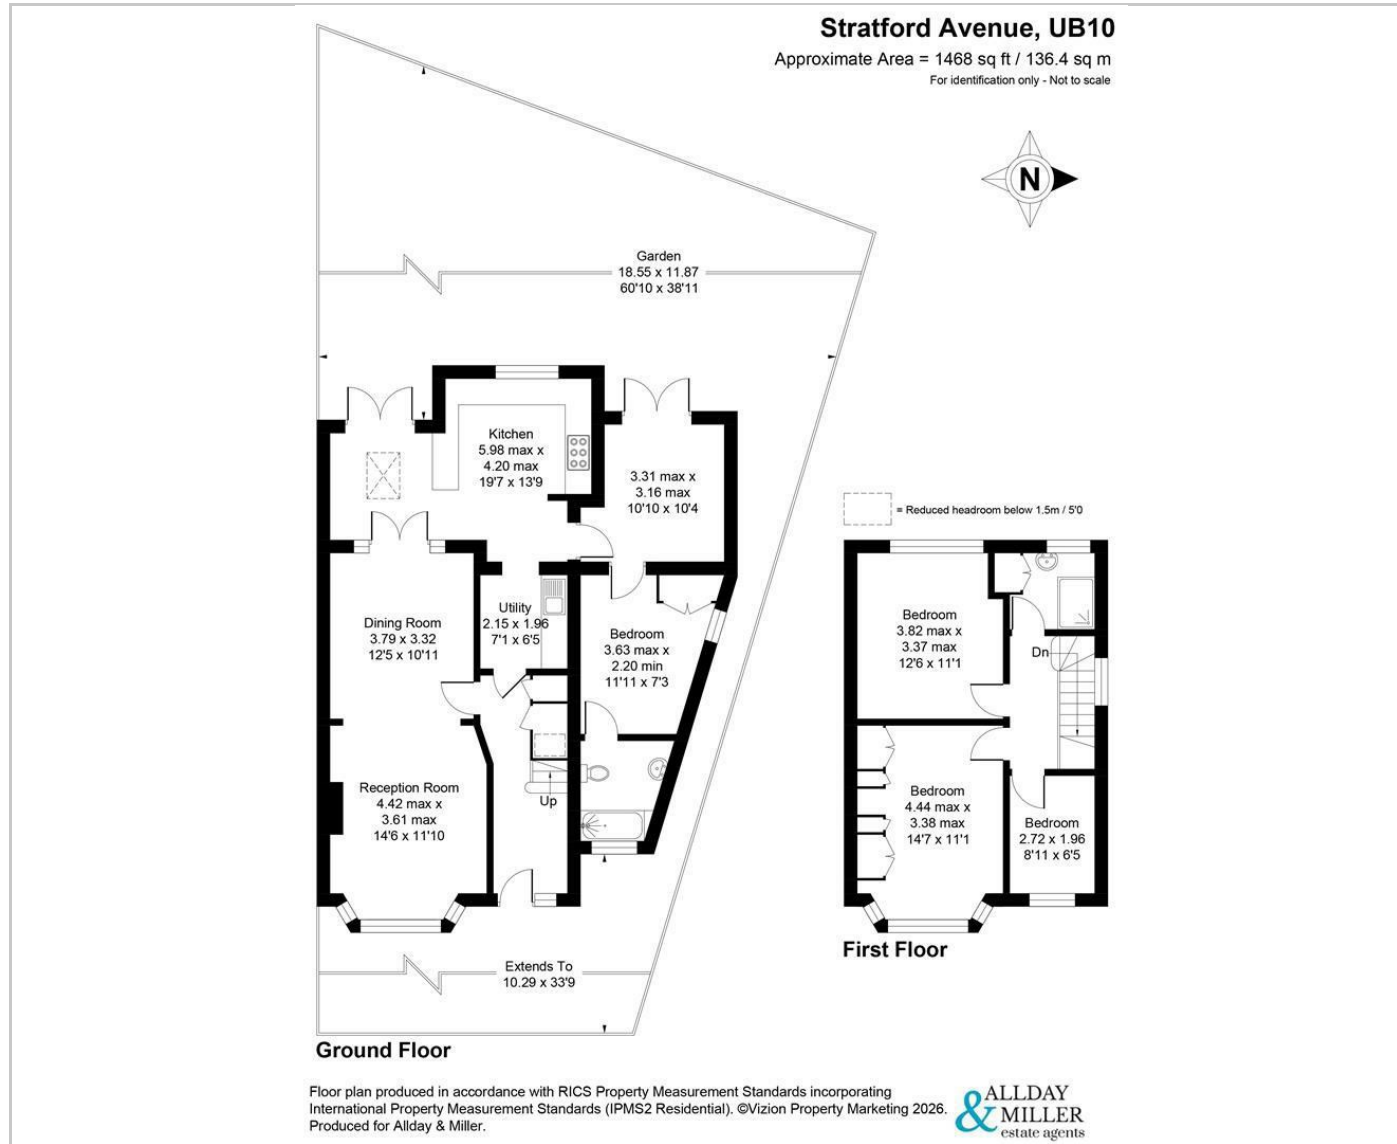 Stratford Avenue, UB10
Approximate Area = 1468 sq ft / 136.4 sq m
For identification only - Not to scale
N
Garden
18.55 x 11.87
60'10 x 38'11
Kitchen
5.98 max x
4.20 max
19'7 x 13'9
3.31 max x
3.16 max
10'10 x 10'4
Utility
2.15 x 1.96
7'1 x 6'5
Dining Room
3.79 x 3.32
12'5 x 10'11
Bedroom
3.63 max x
2.20 min
11'11 x 7'3
Reception Room
4.42 max x
3.61 max
14'6 x 11'10
Up
Extends To
10.29 x 33'9
Ground Floor
= Reduced headroom below 1.5m / 5'0
Bedroom
3.82 max x
3.37 max
12'6 x 11'1
Dn
Bedroom
4.44 max x
3.38 max
14'7 x 11'1
Bedroom
2.72 x 1.96
8'11 x 6'5
First Floor
Floor plan produced in accordance with RICS Property Measurement Standards incorporating
International Property Measurement Standards (IPMS2 Residential). ©Vizion Property Marketing 2026.
Produced for Allday & Miller.
ALLDAY
& MILLER
estate agents